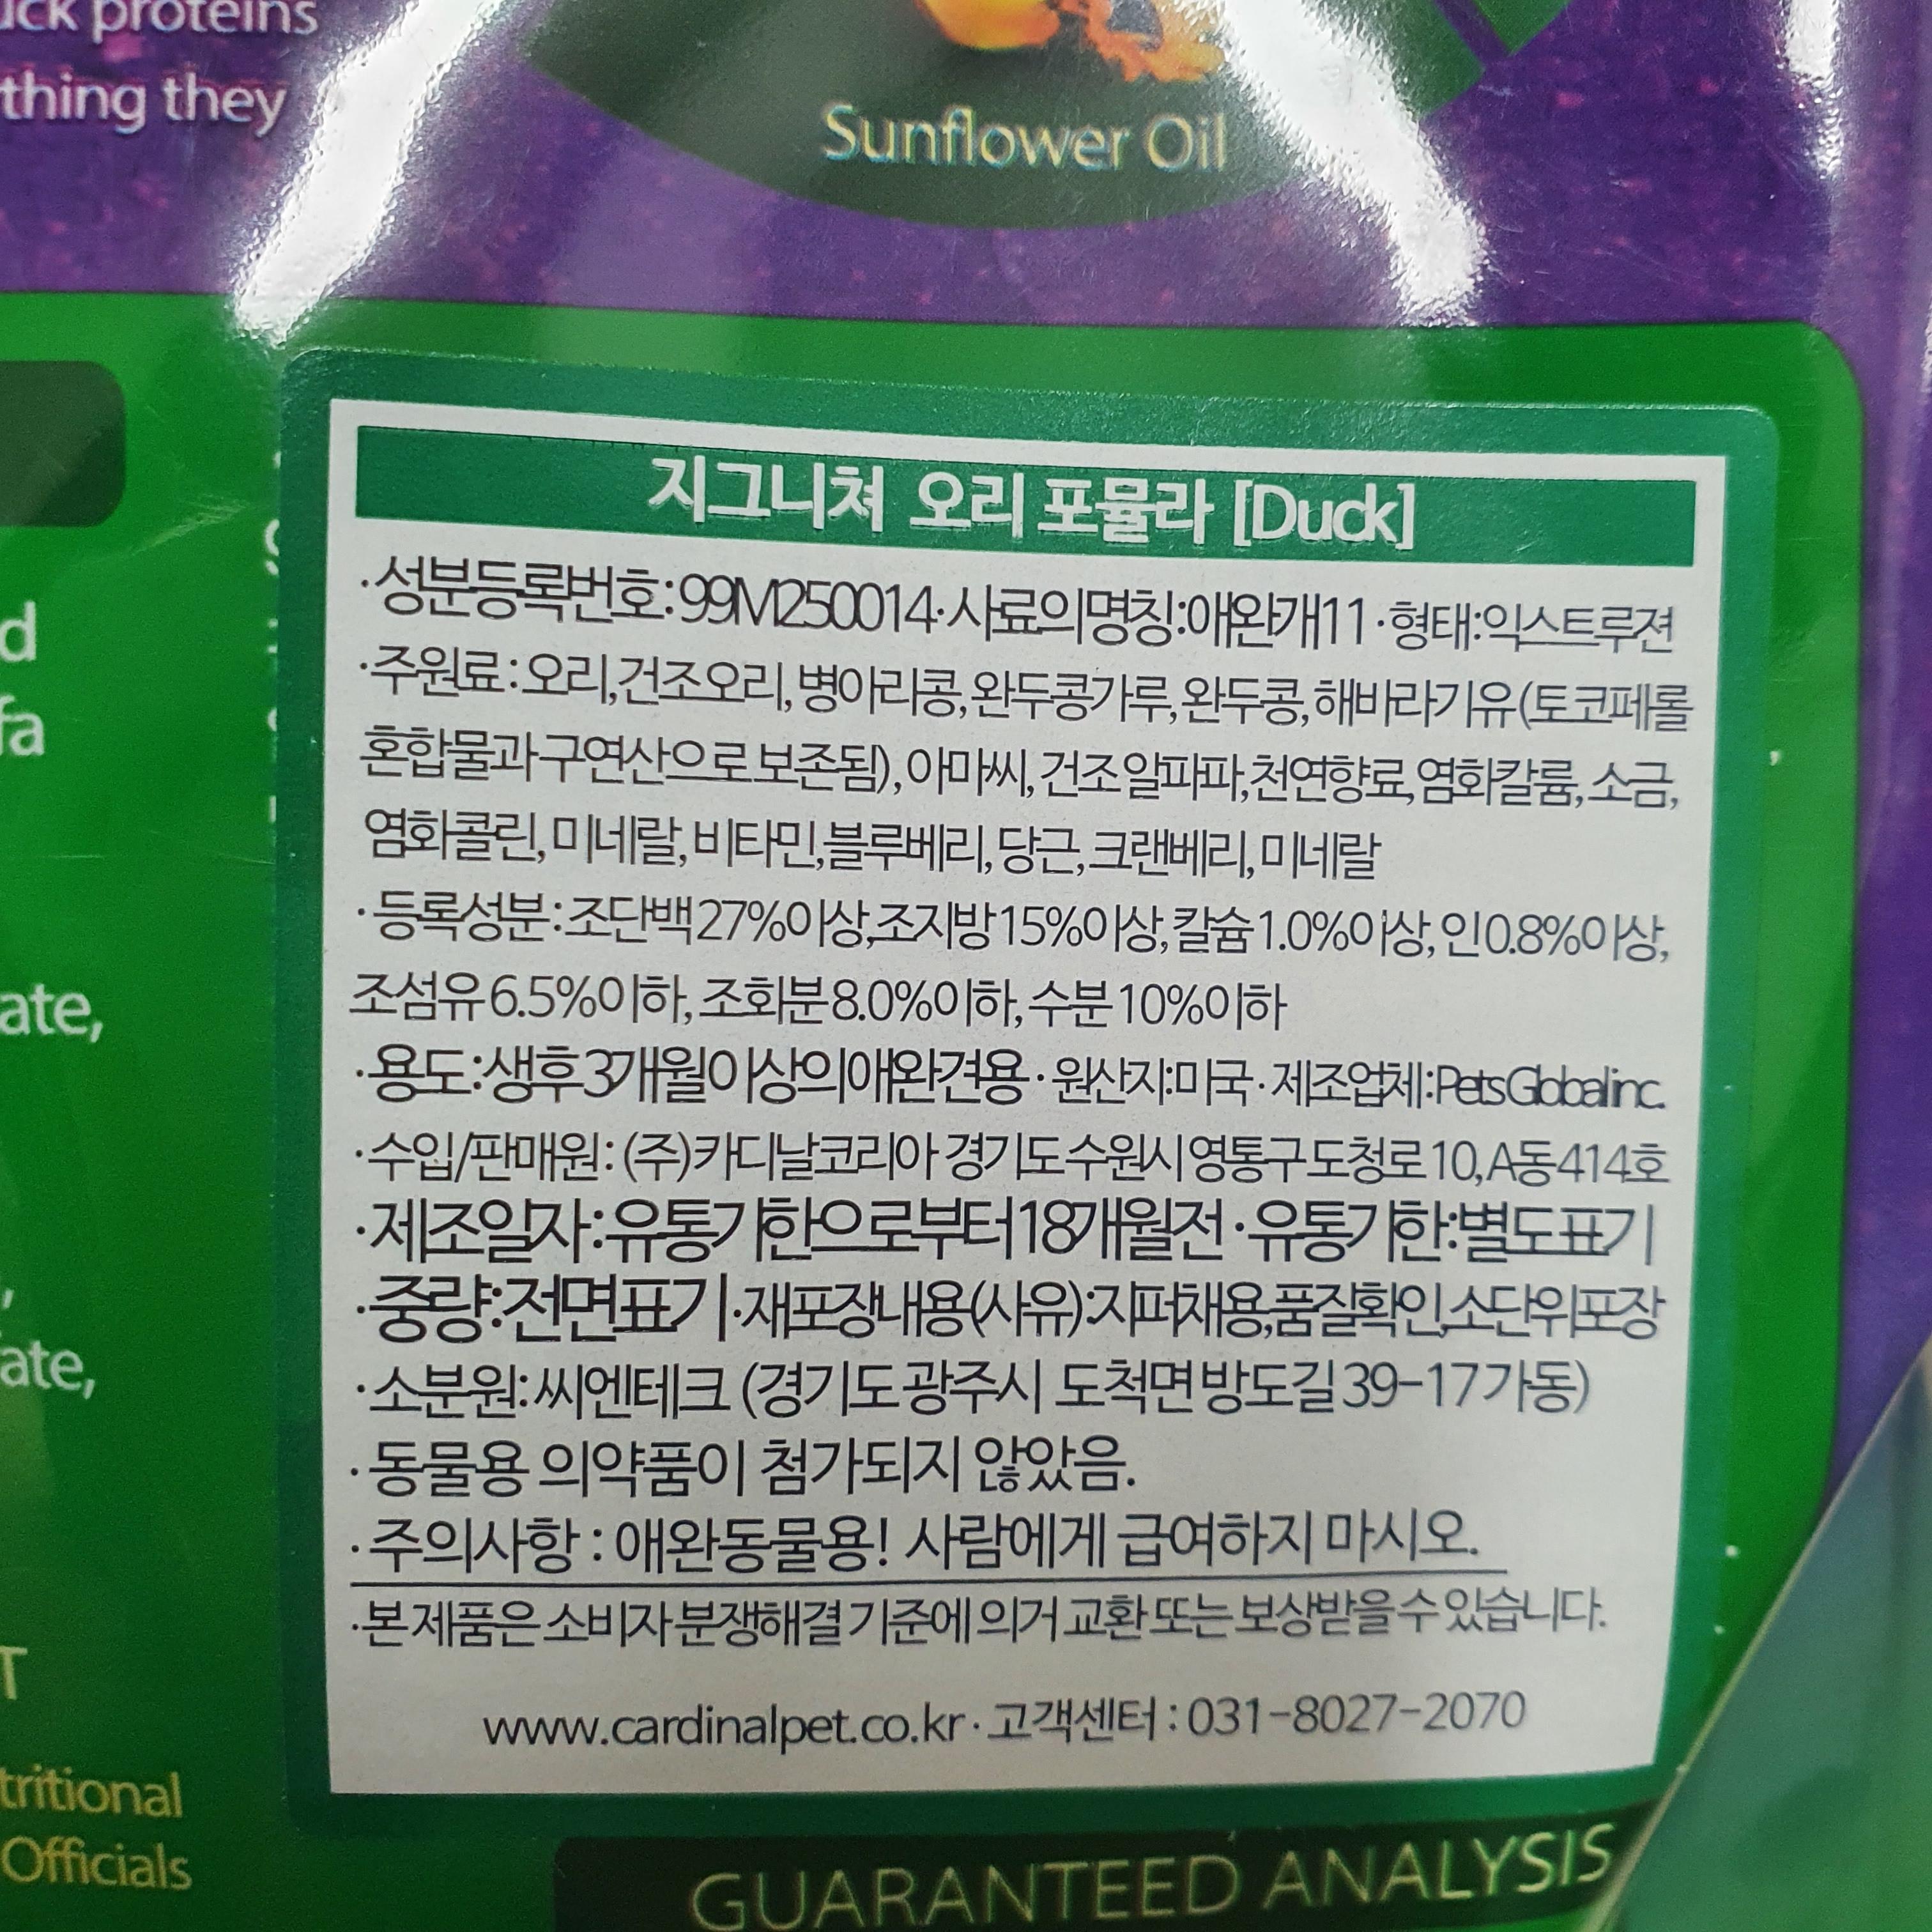 proteins
thing they
Sunflower Oil
지그니쳐 오리 포뮬라 [Duck]
·성분등록번호:99M250014·사료의명칭:애완개11·형태:익스트루젼
·주원료:오리,건조오리,병아리콩,완두콩가루,완두콩,해바라기유(토코페롤
혼합물과구연산으로보존됨),아마씨,건조알파파,천연향료,염화칼륨,소금,
염화콜린,미네랄,비타민,블루베리,당근,크랜베리,미네랄
·등록성분:조단백27%이상,조지방15%이상,칼슘1.0%이상,인0.8%이상,
조섬유6.5%이하,조회분8.0%이하,수분10%이하
·용도:생후3개월이상의애완견용·원산지:미국·제조업체:PetsGlobalinc.
·수입/판매원:(주)카디날코리아 경기도수원시영통구도청로10,A동414호
·제조일자:유통기한으로부터18개월전·유통기한:별도표기
·중량:전면표기·재포장내용(사유):지퍼채용,품질확인,소단위포장
·소분원:씨엔테크 (경기도광주시 도척면방도길39-17가동)
·동물용 의약품이 첨가되지 않았음.
·주의사항 : 애완동물용! 사람에게 급여하지 마시오.
·본제품은소비자분쟁해결기준에의거교환또는보상받을수있습니다.
www.cardinalpet.co.kr·고객센터 : 031-8027-2070
GUARANTEED ANALYSIS
Officials